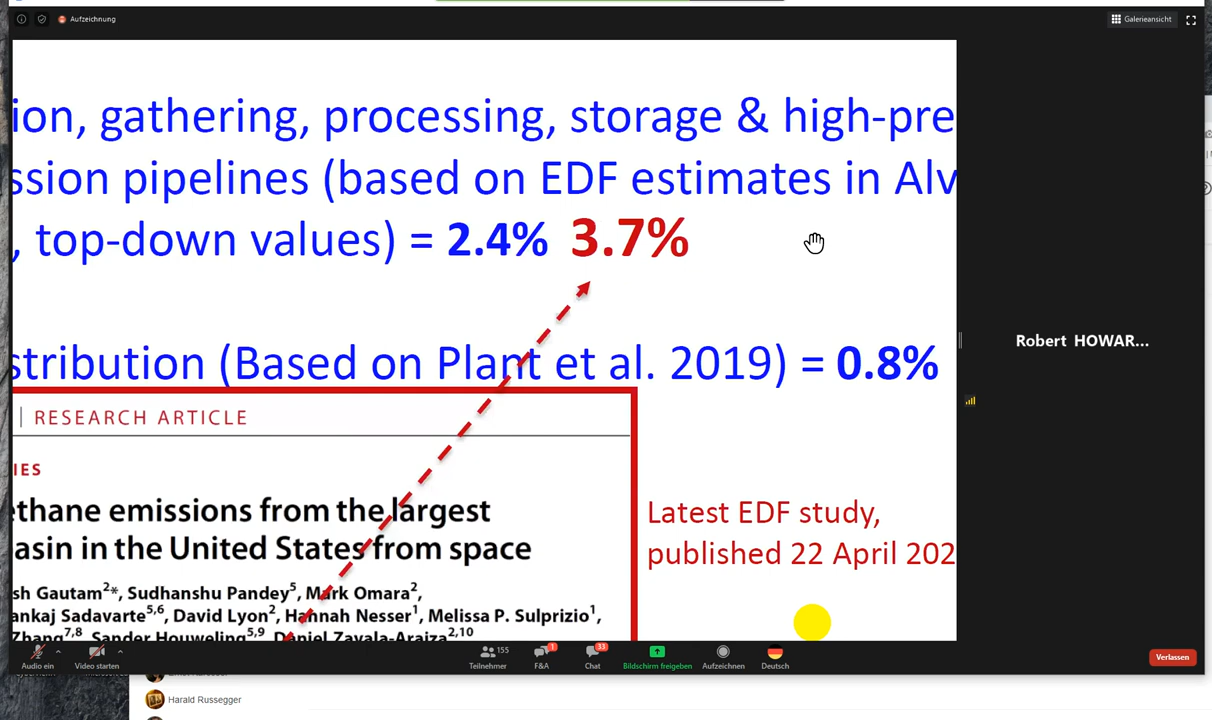 Aufzeichnung
Galerieansicht
ion, gathering, processing, storage & high-pre
ssion pipelines (based on EDF estimates in Alv
, top-down values) = 2.4% 3.7%
stribution (Based on Plant et al. 2019) = 0.8%
| RESEARCH ARTICLE
IES
ethane emissions from the largest
asin in the United States from space
sh Gautam2*, Sudhanshu Pandey5, Mark Omara2,
ankaj Sadavarte5,6, David Lyon2, Hannah Nesser1, Melissa P. Sulprizio1,
Zhang7,8, Sander Houweling5,9, Daniel Zavala-Araiza2,10
Latest EDF study,
published 22 April 202
Robert HOWAR...
Audio ein
Video starten
155
Teilnehmer
1
F&A
33
Chat
Bildschirm freigeben
Aufzeichnen
Deutsch
Verlassen
Harald Russegger